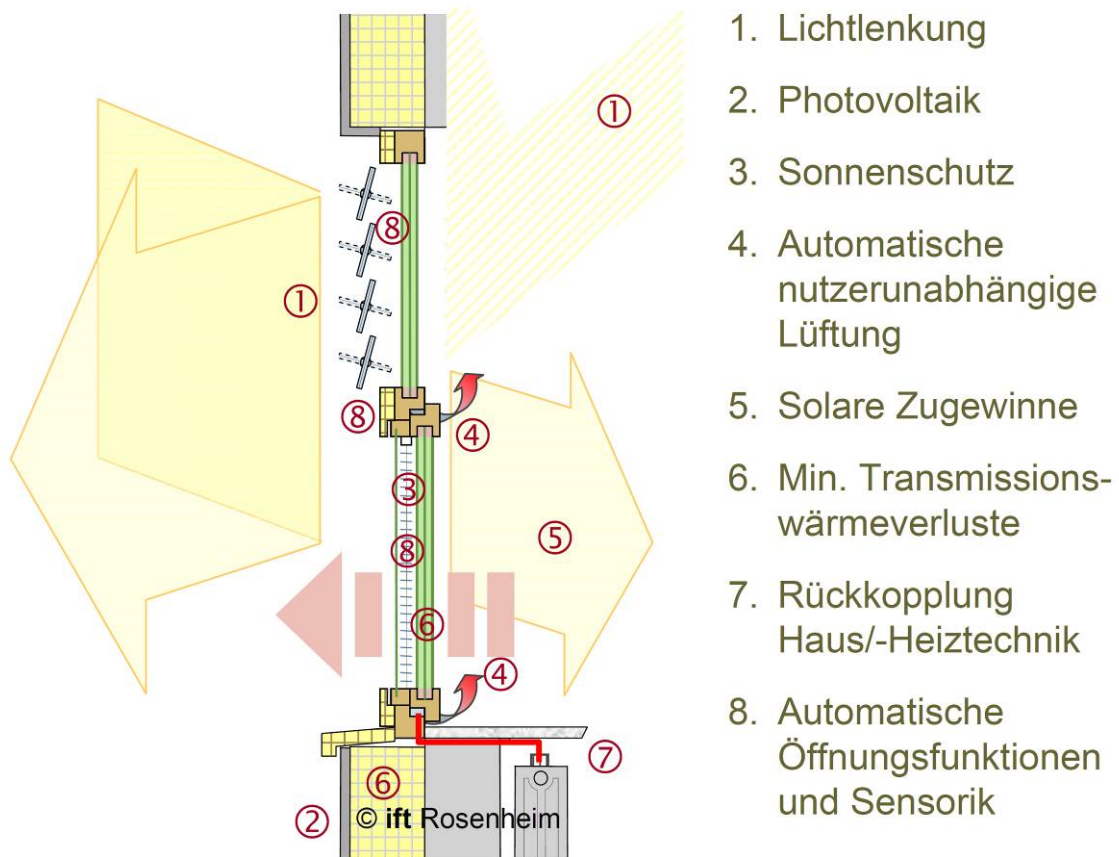 1. Lichtlenkung
2. Photovoltaik
3. Sonnenschutz
4. Automatische
nutzerunabhängige
Lüftung
5. Solare Zugewinne
6. Min. Transmissions-
wärmeverluste
7. Rückkopplung
Haus/-Heiztechnik
8. Automatische
Öffnungsfunktionen
und Sensorik
①
⑧
①
⑧
④
③
⑤
⑧
⑥
④
⑦
⑥
②
© ift Rosenheim